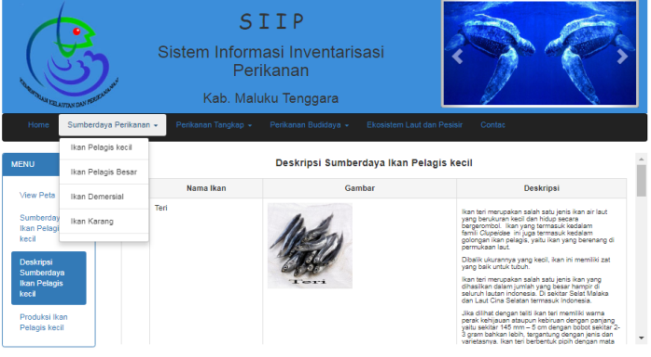 SIIP
Sistem Informasi Inventarisasi
Perikanan
Kab. Maluku Tenggara
Home Sumberdaya Perikanan Perikanan Tangkap Perikanan Budidaya Ekosistem Laut dan Pesisir Contac
Ikan Pelagis kecil
Ikan Pelagis Besar
Ikan Demersial
Ikan Karang
MENU
View Peta
Sumberday
Ikan Pelagi
kecil
Deskripsi
Sumberdaya
Ikan Pelagis
kecil
Produksi Ikan
Pelagis kecil
Deskripsi Sumberdaya Ikan Pelagis kecil
Nama Ikan Gambar Deskripsi
Teri
Teri
Ikan teri merupakan salah satu jenis ikan air laut
yang berukuran kecil dan hidup secara
bergerombol. Ikan yang termasuk kedalam
famili Clupeidae ini juga termasuk kedalam
golongan ikan pelagis, yaitu ikan yang berenang di
permukaan laut.
Dibalik ukurannya yang kecil, ikan ini memiliki zat
yang baik untuk tubuh.
Ikan teri merupakan salah satu jenis ikan yang
dihasilkan dalam jumlah yang besar hampir di
seluruh lautan indonesia. Di sekitar Selat Malaka
dan Laut Cina Selatan termasuk Indonesia.
Jika dilihat dengan teliti ikan teri memiliki warna
perak kehijauan ataupun kebiruan dengan panjang
yaitu sekitar 145 mm – 5 cm dengan bobot sekitar 2-
3 gram bahkan lebih, tergantung dengan jenis dan
varietasnya. Ikan teri berbentuk pipih dengan mata